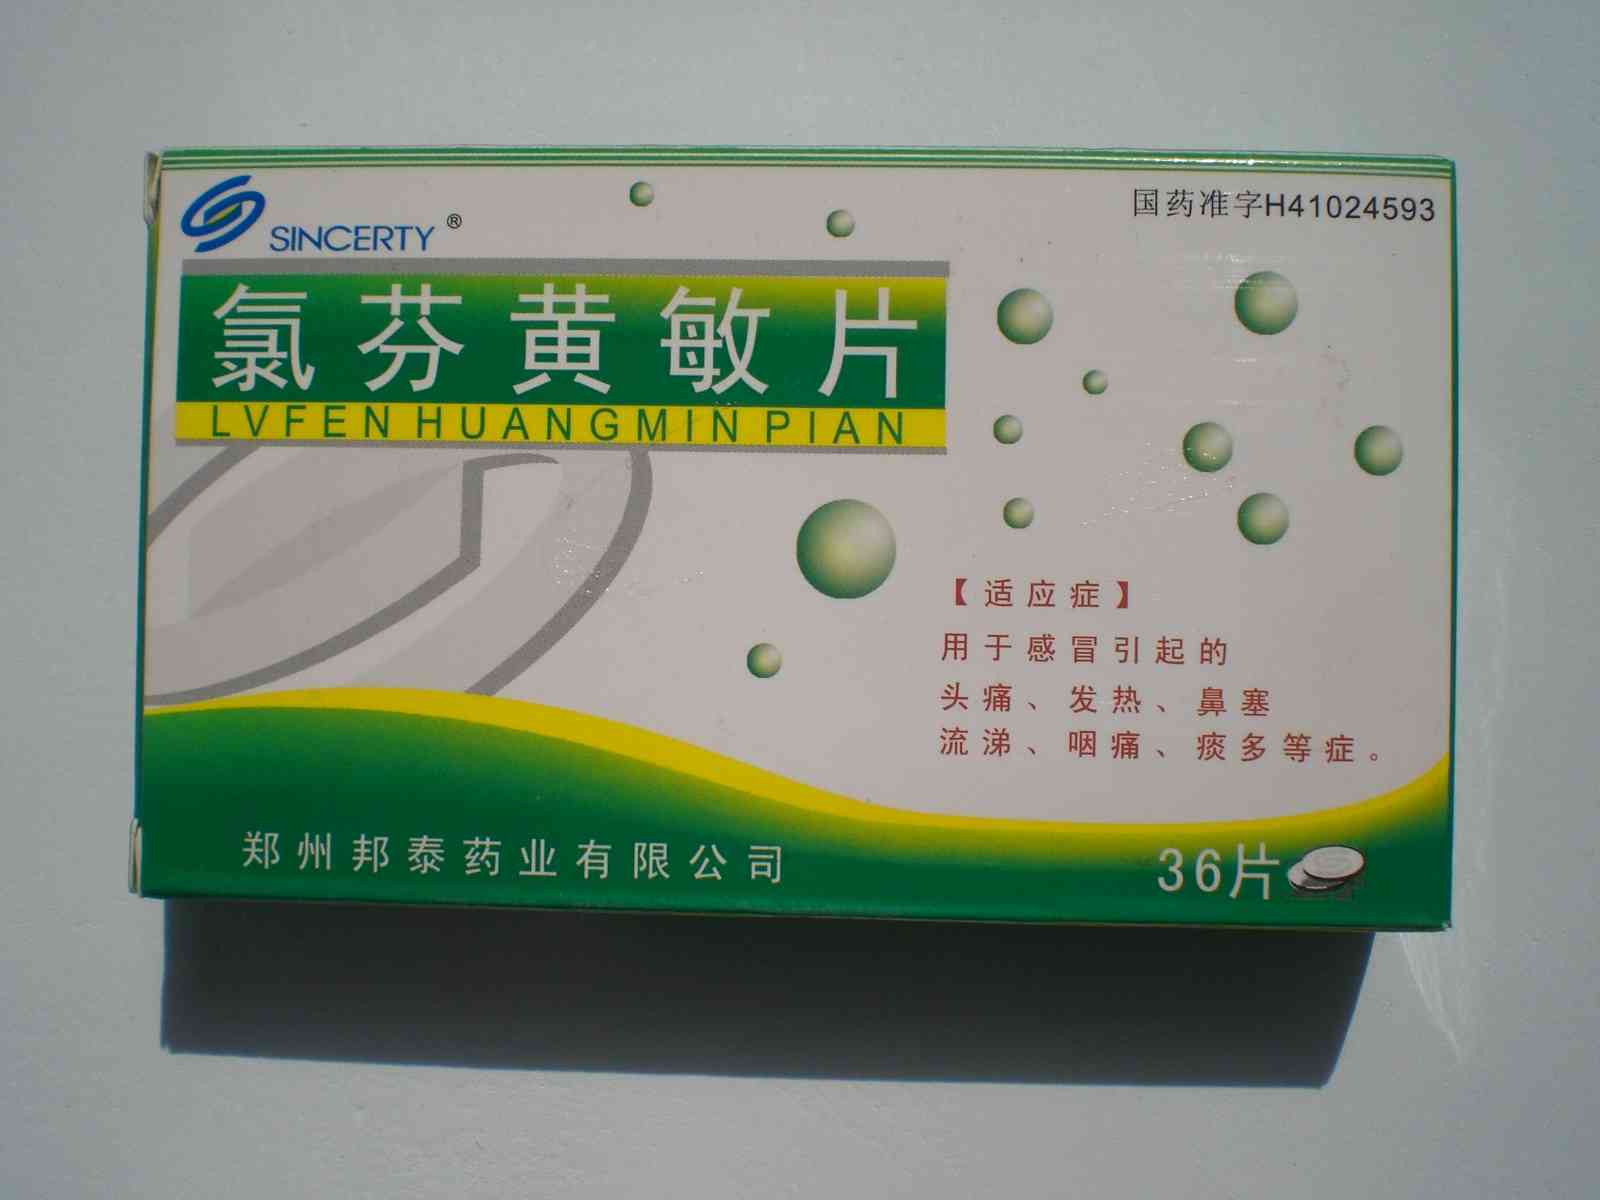 SINCERTY ®
国药准字H41024593
氯芬黄敏片
LVFEN HUANGMIN PIAN
【适应症】
用于感冒引起的
头痛、发热、鼻塞
流涕、咽痛、痰多等症。
郑州邦泰药业有限公司
36片